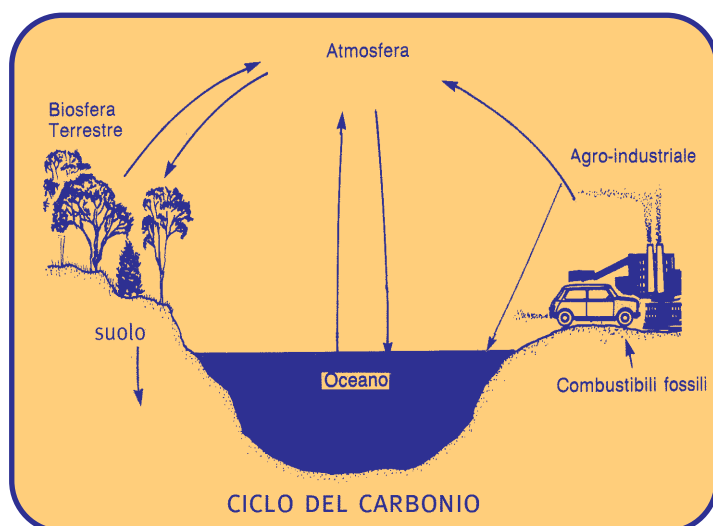 Atmosfera
Biosfera
Terrestre
Agro-industriale
suolo
Oceano
Combustibili fossili
CICLO DEL CARBONIO